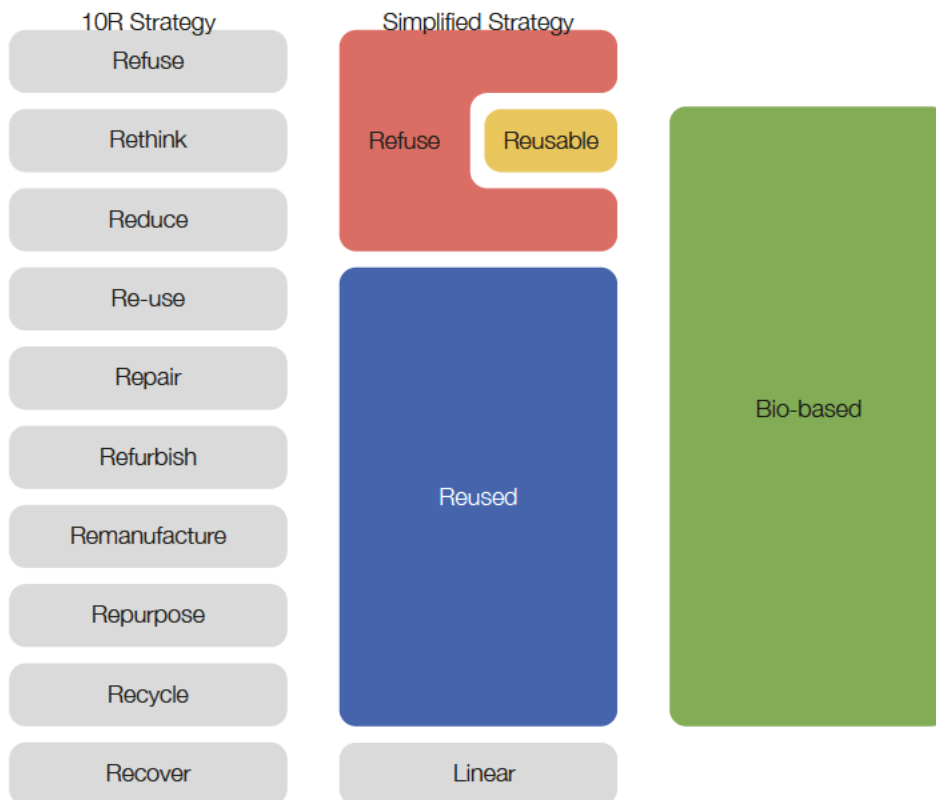 10R Strategy
Simplified Strategy
Refuse
Rethink
Refuse
Reusable
Reduce
Re-use
Repair
Bio-based
Refurbish
Reused
Remanufacture
Repurpose
Recycle
Recover
Linear